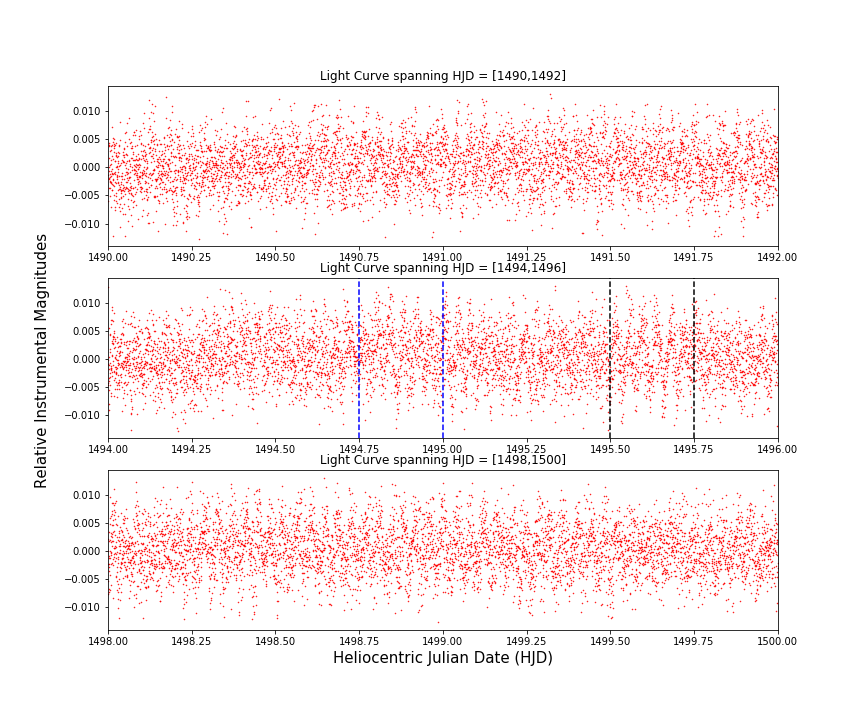 Light Curve spanning HJD = [1490,1492]
0.010
0.005
0.000
−0.005
−0.010
1490.00 1490.25 1490.50 1490.75 1491.00 1491.25 1491.50 1491.75 1492.00
Light Curve spanning HJD = [1494,1496]
0.010
0.005
0.000
−0.005
−0.010
1494.00 1494.25 1494.50 1494.75 1495.00 1495.25 1495.50 1495.75 1496.00
Light Curve spanning HJD = [1498,1500]
0.010
0.005
0.000
−0.005
−0.010
1498.00 1498.25 1498.50 1498.75 1499.00 1499.25 1499.50 1499.75 1500.00
Heliocentric Julian Date (HJD)
Relative Instrumental Magnitudes